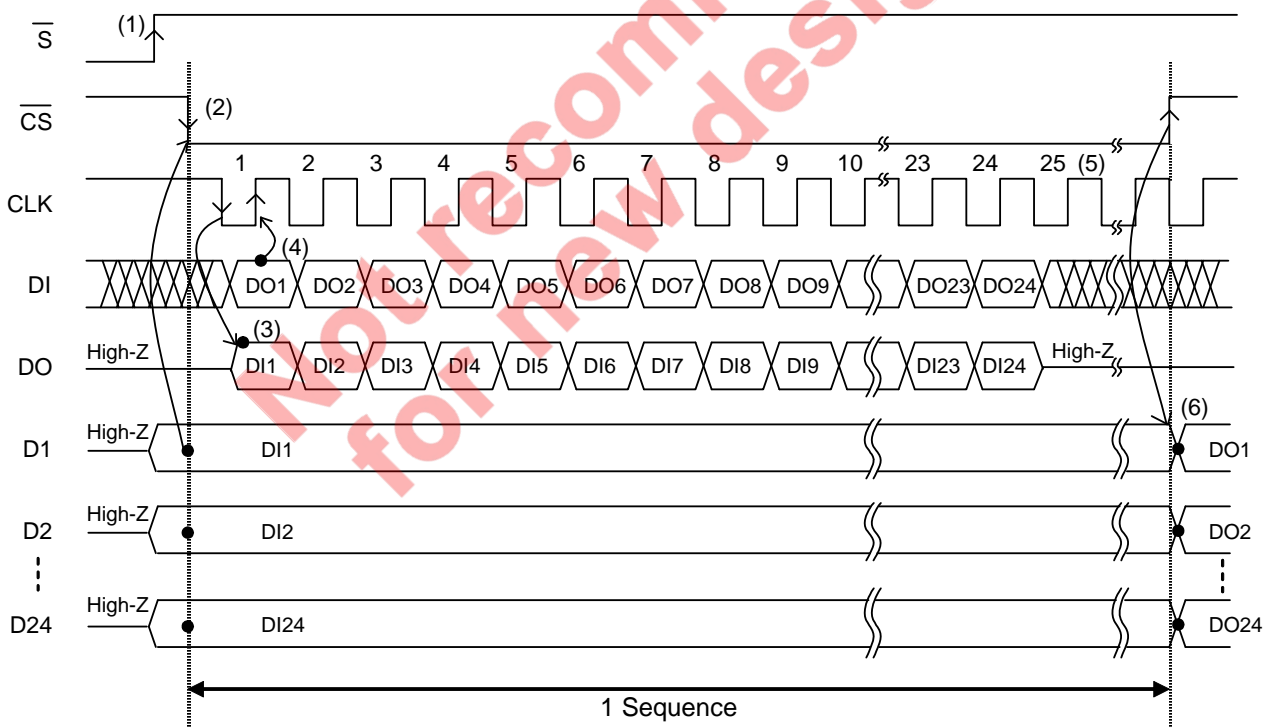 Not recomm
for new desig
S (1)
CS (2)
1 2 3 4 5 6 7 8 9 10 23 24 25 (5)
CLK
(4)
DI DO1 DO2 DO3 DO4 DO5 DO6 DO7 DO8 DO9 DO23 DO24
(3)
DO High-Z DI1 DI2 DI3 DI4 DI5 DI6 DI7 DI8 DI9 DI23 DI24 High-Z
(6)
D1 High-Z DI1 DO1
D2 High-Z DI2 DO2
D24 High-Z DI24 DO24
1 Sequence